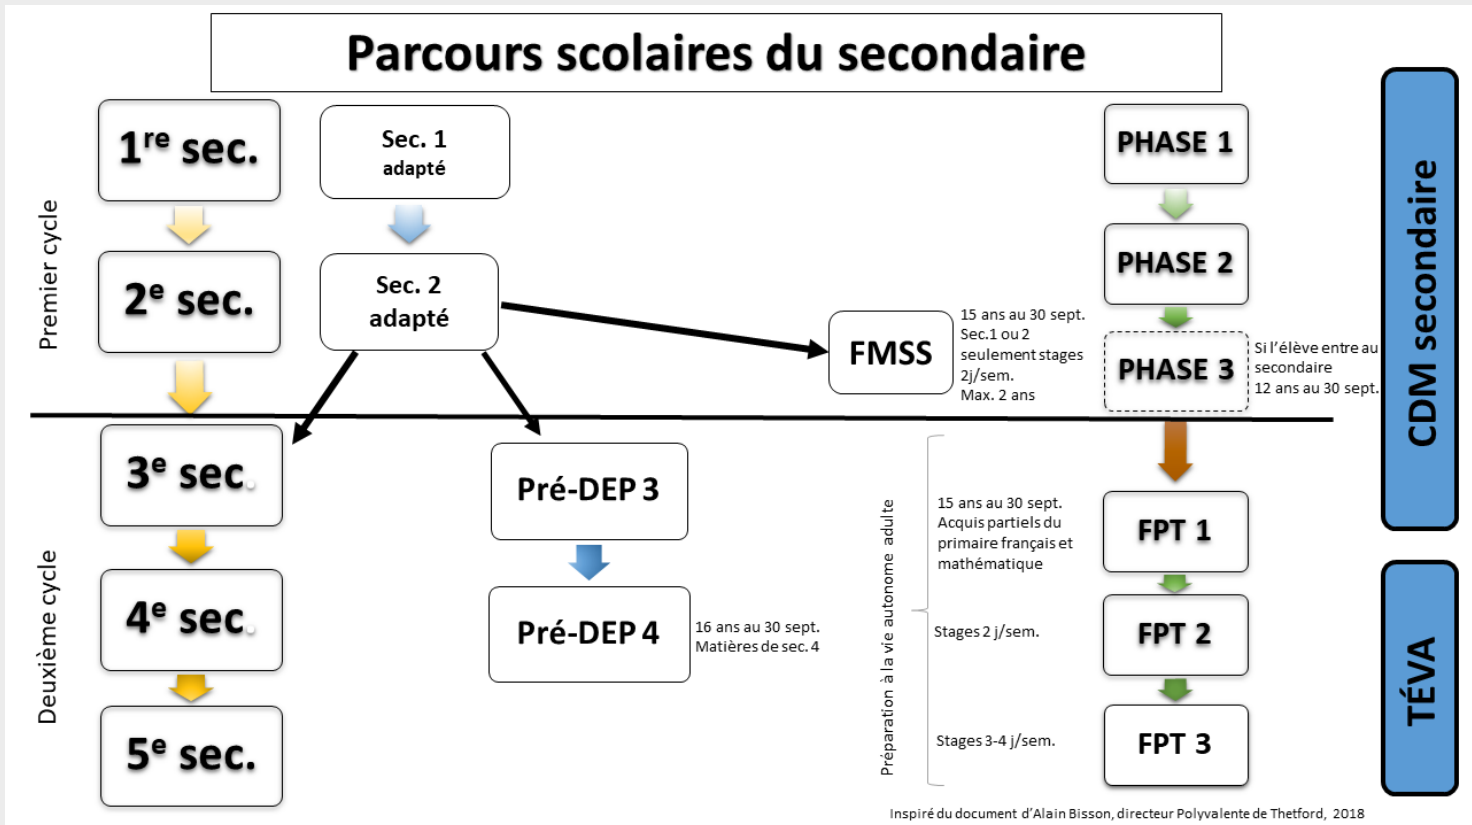 Parcours scolaires du secondaire
Premier cycle
1re sec.
2e sec.
Sec. 1
adapté
Sec. 2
adapté
FMSS
15 ans au 30 sept.
Sec.1 ou 2
seulement stages
2j/sem.
Max. 2 ans
PHASE 1
PHASE 2
PHASE 3
Si l'élève entre au
secondaire
12 ans au 30 sept.
CDM secondaire
Deuxième cycle
3e sec.
4e sec.
5e sec.
Pré-DEP 3
Pré-DEP 4
16 ans au 30 sept.
Matières de sec. 4
Préparation à la vie autonome adulte
15 ans au 30 sept.
Acquis partiels du
primaire français et
mathématique
Stages 2 j/sem.
Stages 3-4 j/sem.
FPT 1
FPT 2
FPT 3
TÉVA
Inspiré du document d'Alain Bisson, directeur Polyvalente de Thetford, 2018